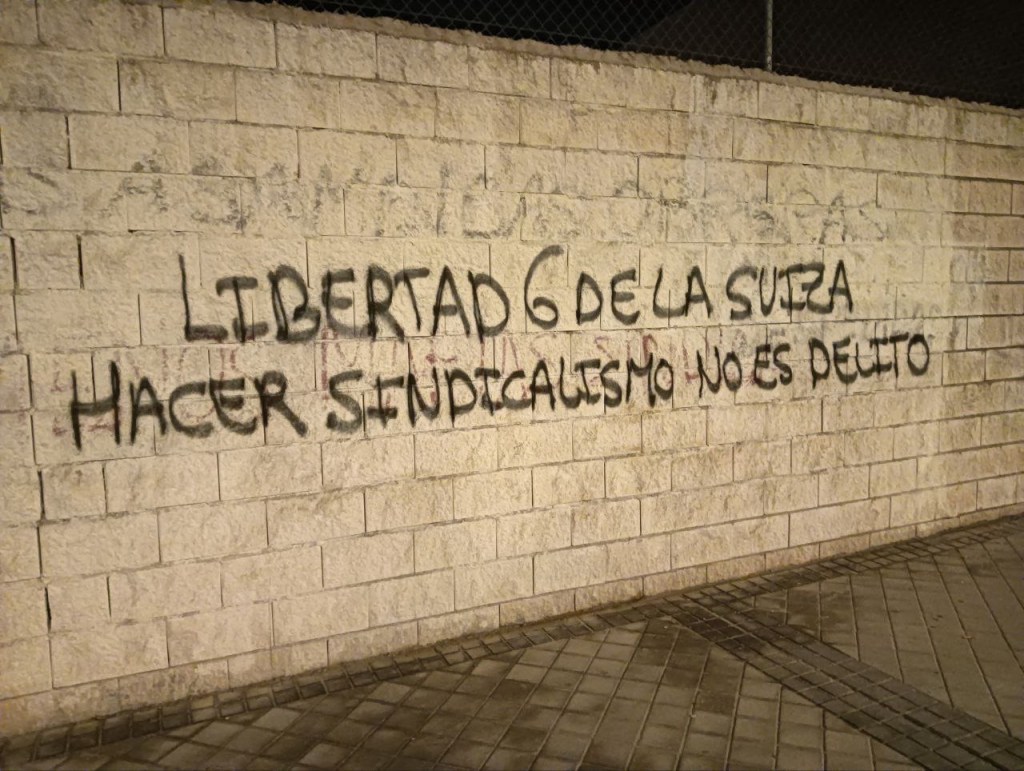 LIBERTAD 6 DE LA SUIZA
HACER SINDICALISMO NO ES DELITO